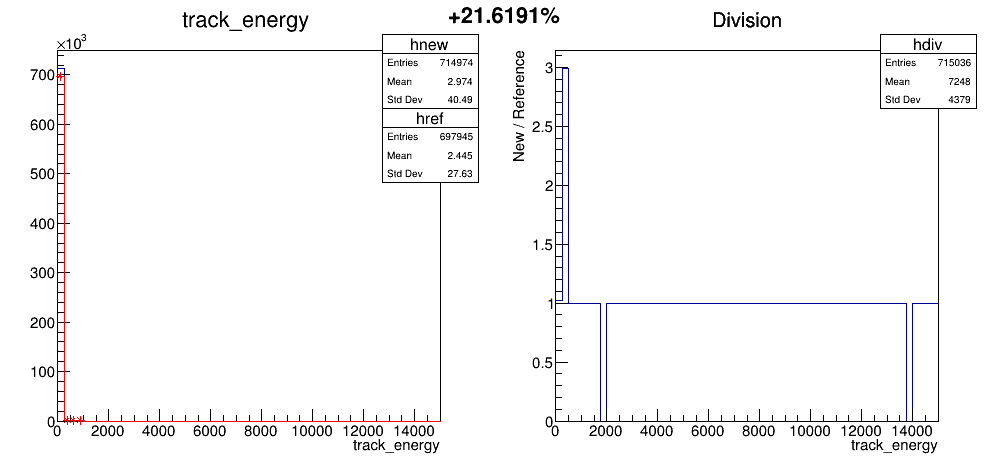 +21.6191%
track_energy
×10³
700
600
500
400
300
200
100
0
0 2000 4000 6000 8000 10000 12000 14000
track_energy
hnew
Entries 714974
Mean 2.974
Std Dev 40.49
href
Entries 697945
Mean 2.445
Std Dev 27.63
Division
New / Reference
3
2.5
2
1.5
1
0.5
0
0 2000 4000 6000 8000 10000 12000 14000
track_energy
hdiv
Entries 715036
Mean 7248
Std Dev 4379